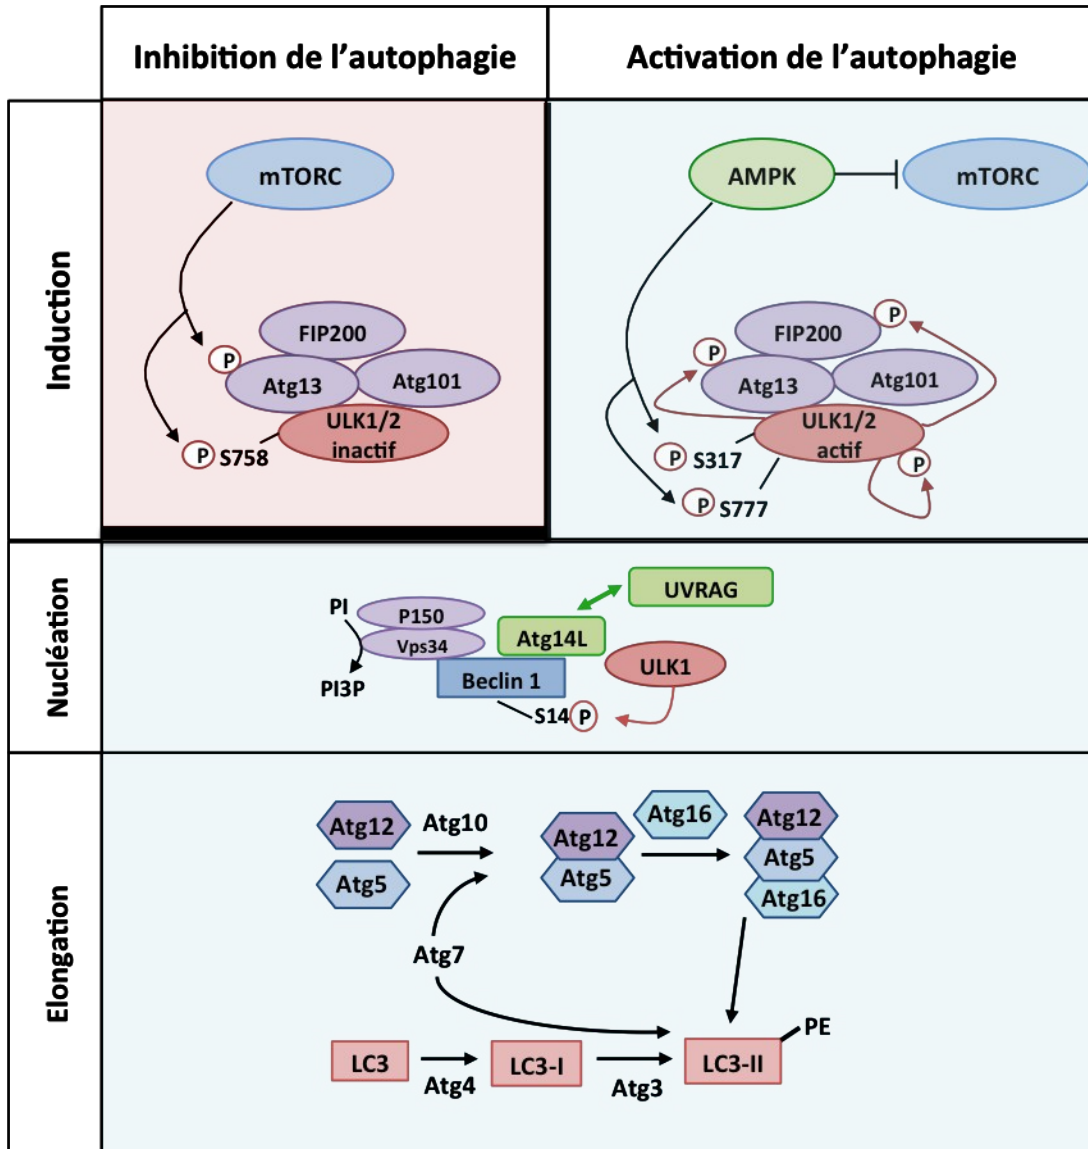 Inhibition de l'autophagie
Activation de l'autophagie
Induction
mTORC
FIP200
P
Atg13
Atg101
ULK1/2
inactif
P
S758
AMPK
mTORC
P
FIP200
P
Atg13
Atg101
ULK1/2
actif
P
P
S317
P
S777
Nucléation
PI
P150
Vps34
PI3P
UVRAG
Atg14L
ULK1
Beclin 1
S14
P
Elongation
Atg12
Atg10
Atg5
Atg7
Atg12
Atg5
Atg16
Atg12
Atg5
Atg16
PE
LC3
Atg4
LC3-I
Atg3
LC3-II